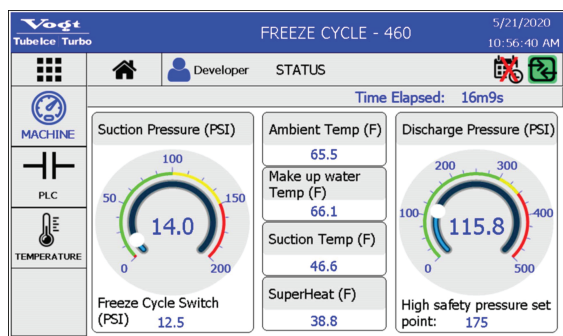 Vogt
TubeIce Turbo
FREEZE CYCLE - 460
5/21/2020
10:56:40 AM
Developer
STATUS
Time Elapsed: 16m9s
MACHINE
PLC
TEMPERATURE
Suction Pressure (PSI)
0
50
100
150
200
14.0
Freeze Cycle Switch
(PSI) 12.5
Ambient Temp (F)
65.5
Make up water
Temp (F)
66.1
Suction Temp (F)
46.6
SuperHeat (F)
38.8
Discharge Pressure (PSI)
0
100
200
300
400
500
115.8
High safety pressure set
point: 175